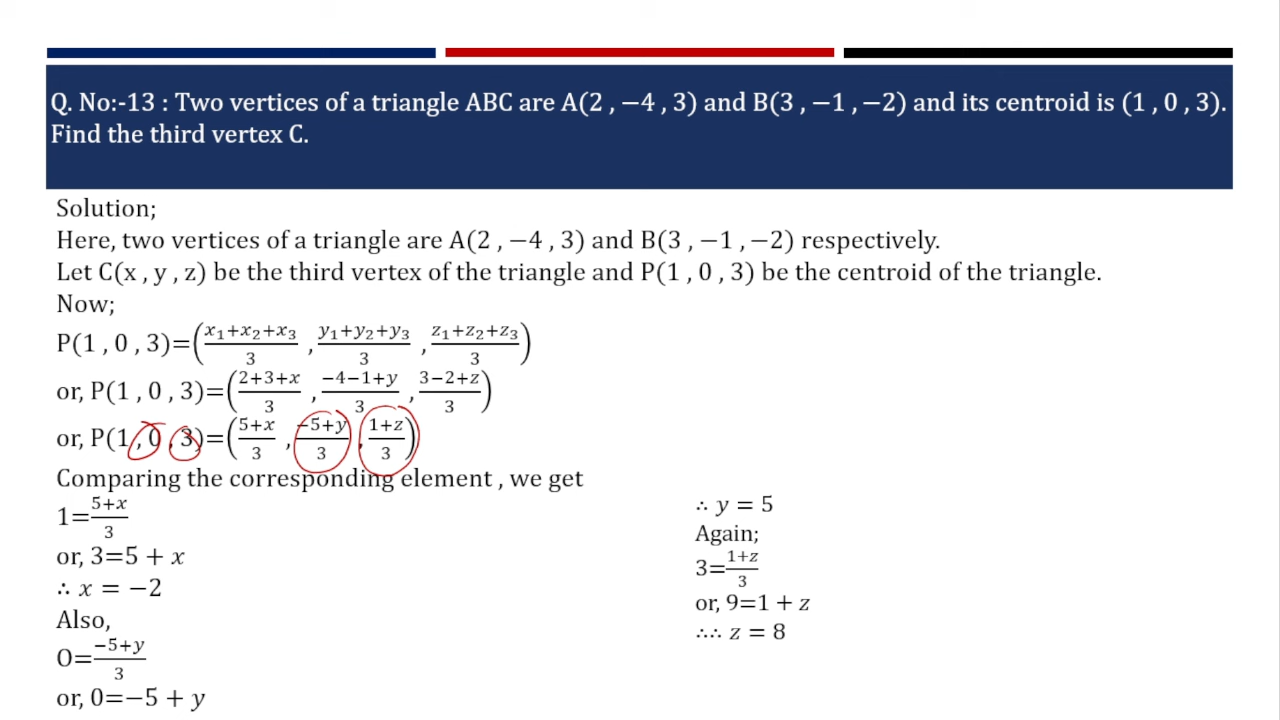 Q. No:-13 : Two vertices of a triangle ABC are A(2 , −4 , 3) and B(3 , −1 , −2) and its centroid is (1 , 0 , 3).
Find the third vertex C.
Solution;
Here, two vertices of a triangle are A(2 , −4 , 3) and B(3 , −1 , −2) respectively.
Let C(x , y , z) be the third vertex of the triangle and P(1 , 0 , 3) be the centroid of the triangle.
Now;
P(1 , 0 , 3)=(x₁+x₂+x₃/3 , y₁+y₂+y₃/3 , z₁+z₂+z₃/3)
or, P(1 , 0 , 3)=(2+3+x/3 , −4−1+y/3 , 3−2+z/3)
or, P(1 , 0 , 3)=(5+x/3 , −5+y/3 , 1+z/3)
Comparing the corresponding element , we get
1=5+x/3
or, 3=5 + x
∴ x = −2
Also,
0=−5+y/3
or, 0=−5 + y
∴ y = 5
Again;
3=1+z/3
or, 9=1 + z
∴∴ z = 8